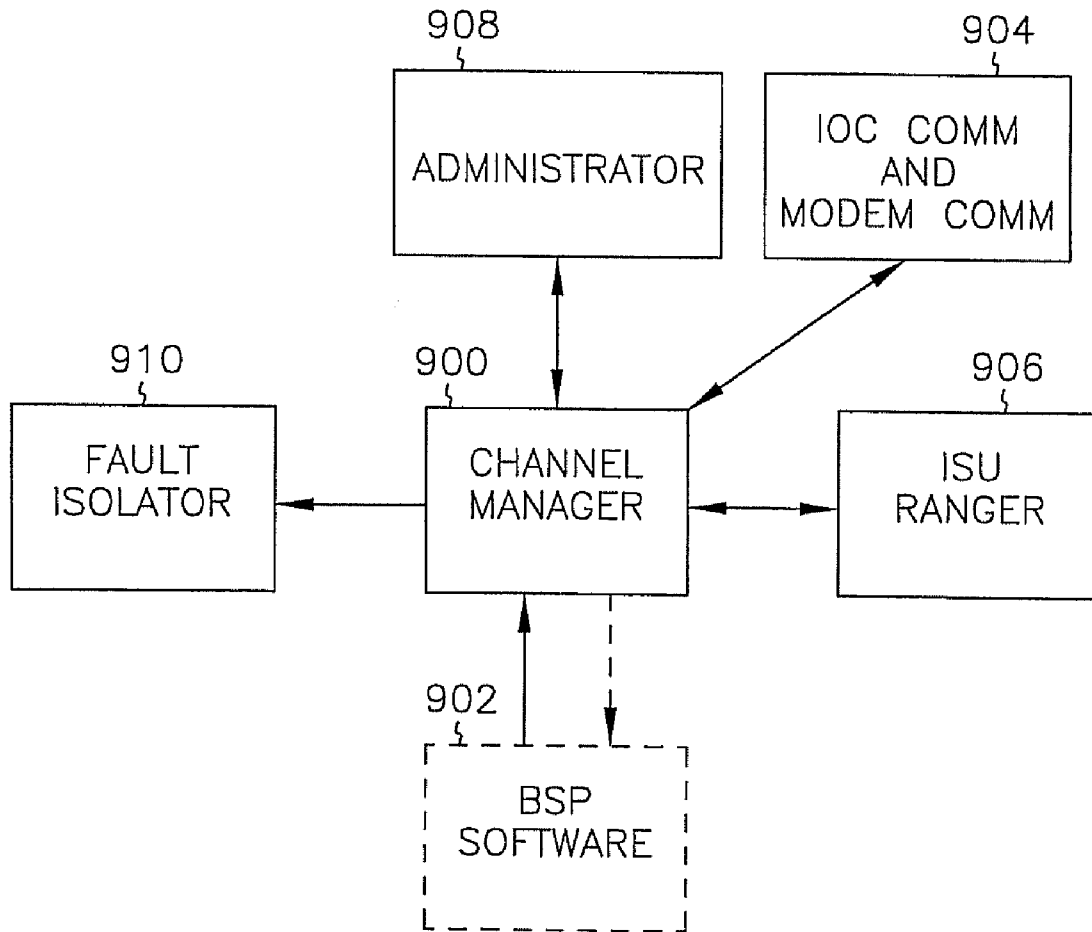 908
904
ADMINISTRATOR
IOC COMM
AND
MODEM COMM
910
900
906
FAULT
ISOLATOR
CHANNEL
MANAGER
ISU
RANGER
902
BSP
SOFTWARE